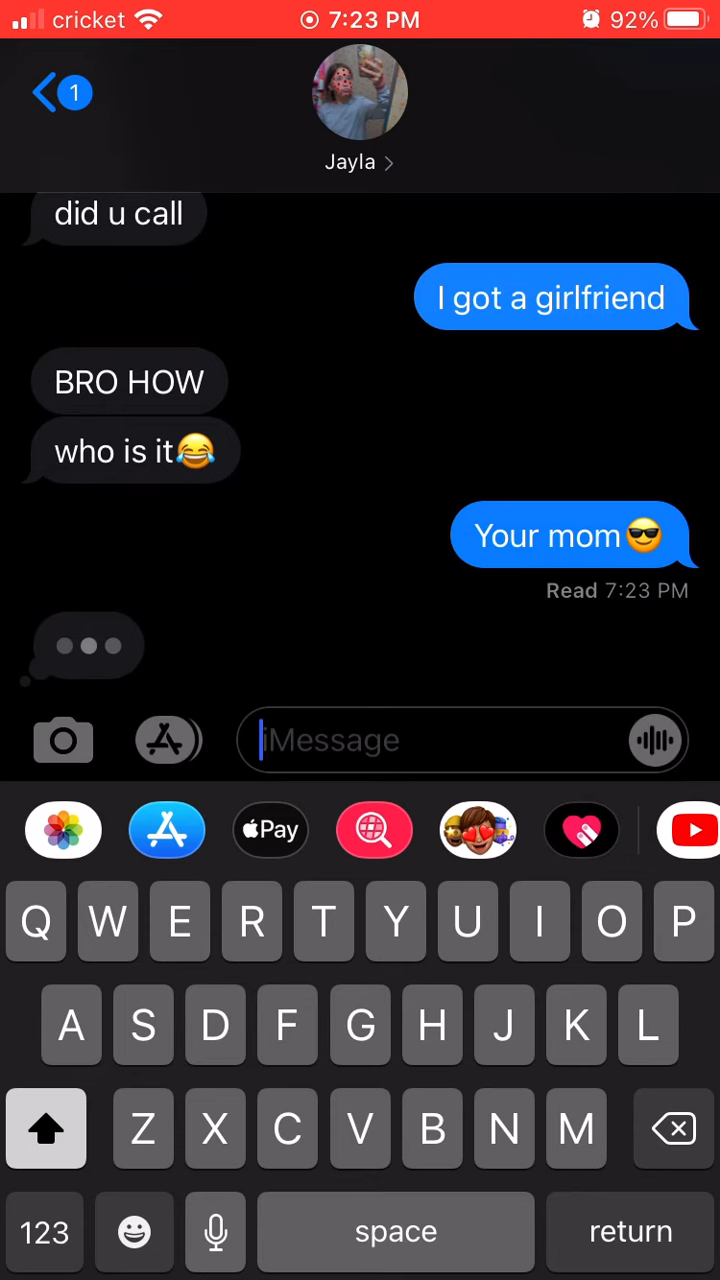 cricket 7:23 PM 92%
1
Jayla
did u call
I got a girlfriend
BRO HOW
who is it😂
Your mom😎
Read 7:23 PM
iMessage
Pay
Q W E R T Y U I O P
A S D F G H J K L
Z X C V B N M
123 space return